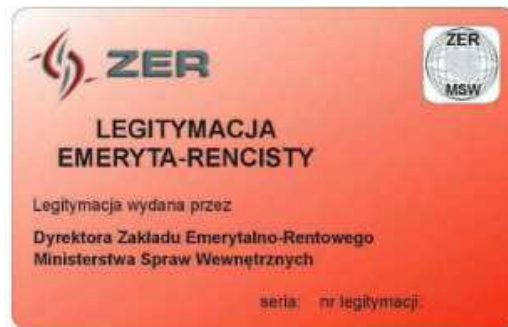 ZER
ZER
MSW
LEGITYMACJA
EMERYTA-RENCISTY
Legitymacja wydana przez
Dyrektora Zakładu Emerytalno-Rentowego
Ministerstwa Spraw Wewnętrznych
seria: nr legitymacji: